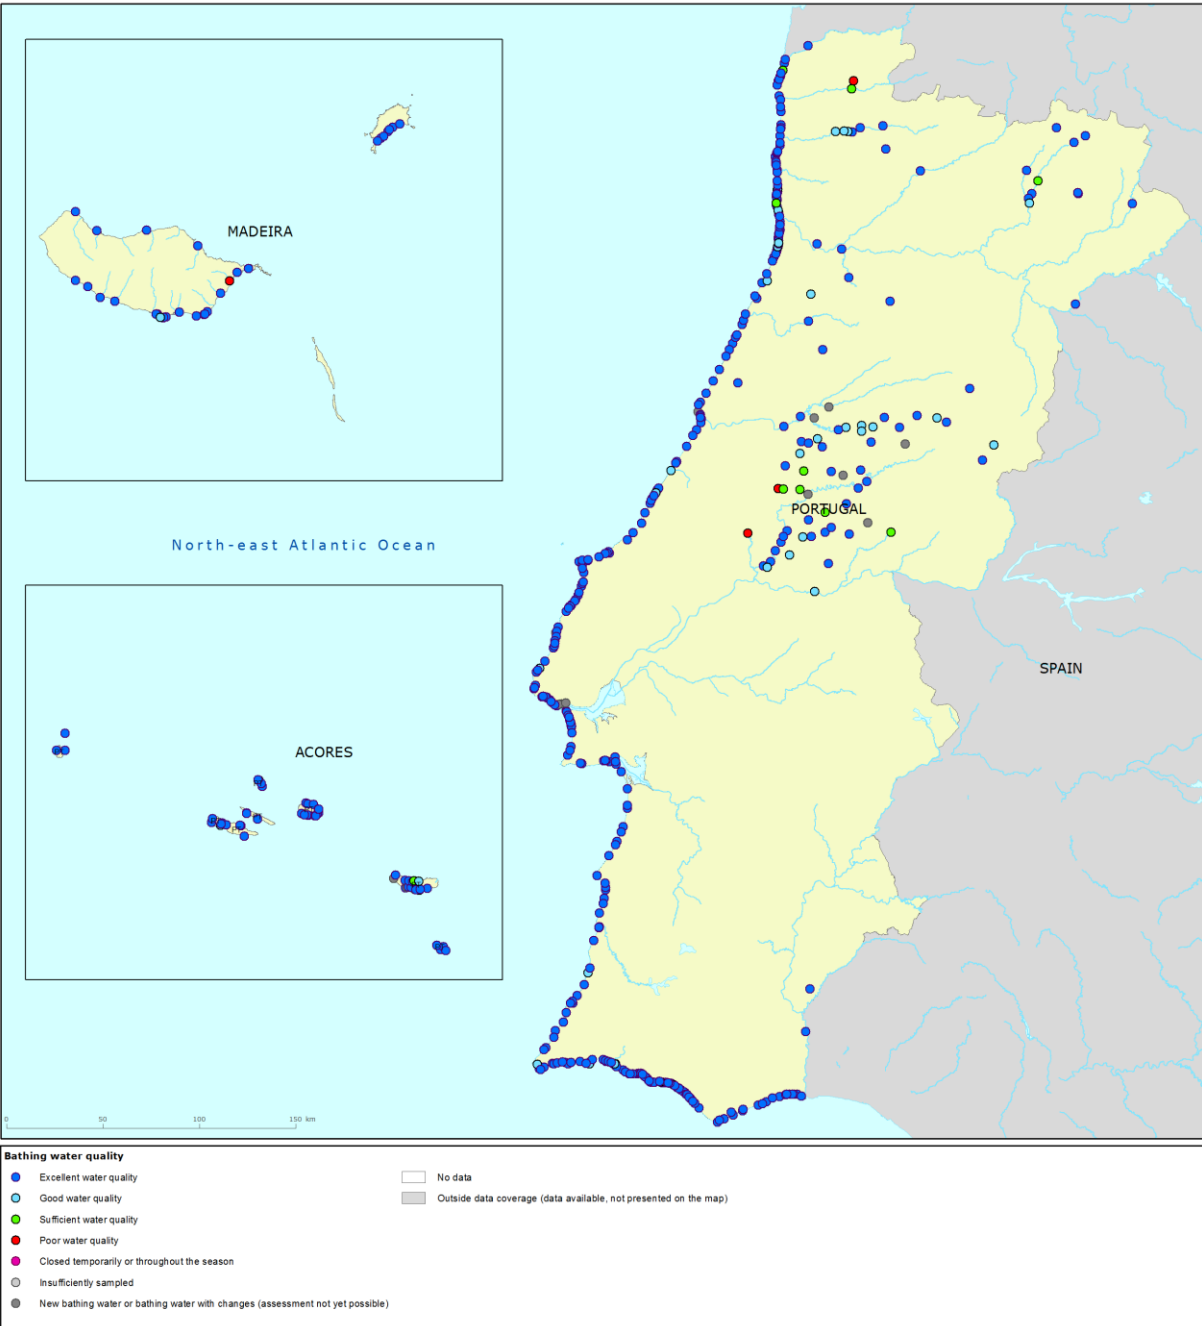 MADEIRA
North-east Atlantic Ocean
PORTUGAL
SPAIN
ACORES
0 50 100 150 km
Bathing water quality
Excellent water quality
Good water quality
Sufficient water quality
Poor water quality
Closed temporarily or throughout the season
Insufficiently sampled
New bathing water or bathing water with changes (assessment not yet possible)
No data
Outside data coverage (data available, not presented on the map)